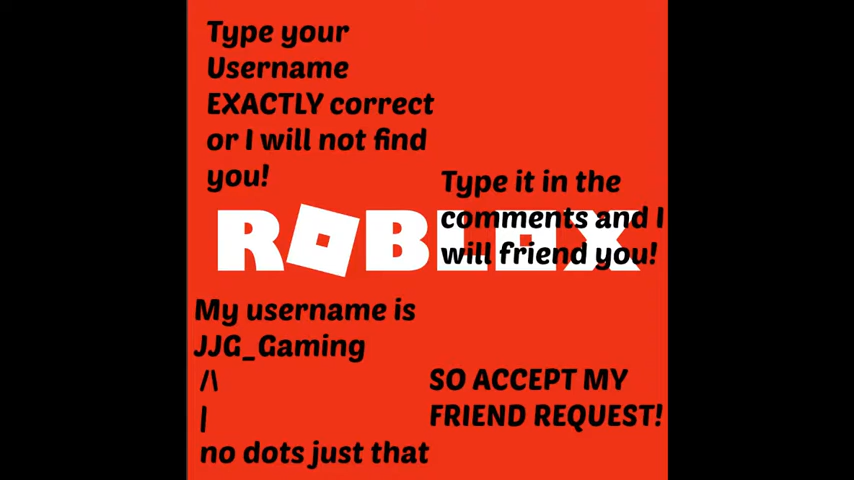 Type your
Username
EXACTLY correct
or I will not find
you!
Type it in the
comments and I
will friend you!
ROBLOX
My username is
JJG_Gaming
/\
|
no dots just that
SO ACCEPT MY
FRIEND REQUEST!